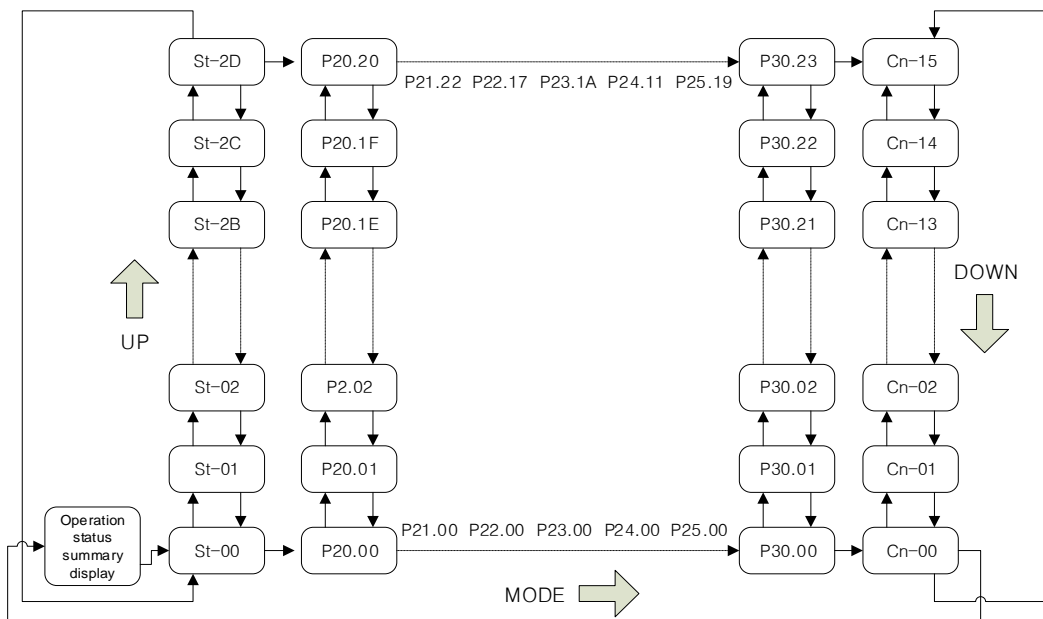 St-2D P20.20 P30.23 Cn-15
P21.22 P22.17 P23.1A P24.11 P25.19
St-2C P20.1F P30.22 Cn-14
St-2B P20.1E P30.21 Cn-13
DOWN
UP
St-02 P2.02 P30.02 Cn-02
St-01 P20.01 P30.01 Cn-01
Operation
status
summary
display
P21.00 P22.00 P23.00 P24.00 P25.00
St-00 P20.00 P30.00 Cn-00
MODE